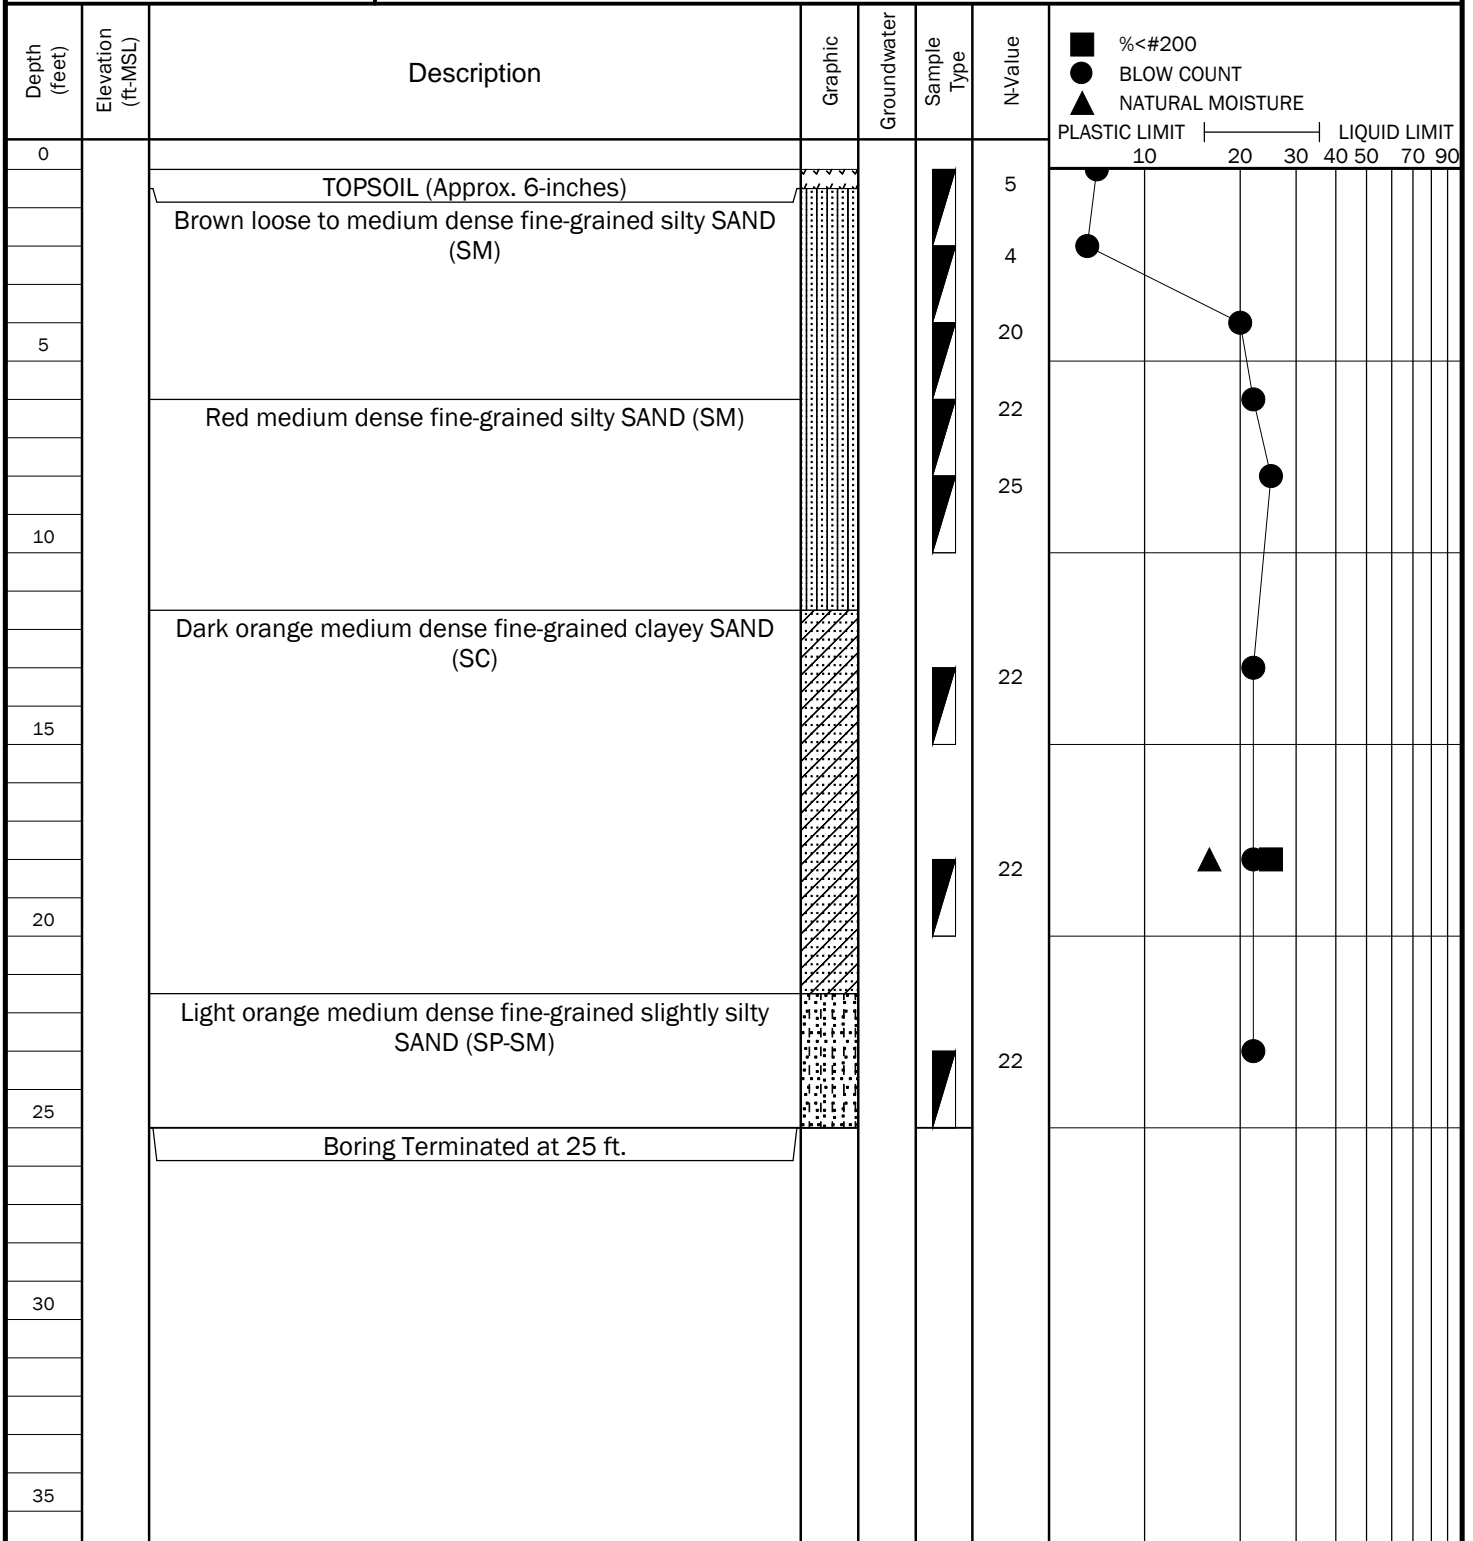 Depth
(feet)
Elevation
(ft-MSL)
Description
Graphic
Groundwater
Sample
Type
N-Value
%<#200
BLOW COUNT
NATURAL MOISTURE
PLASTIC LIMIT LIQUID LIMIT
10 20 30 40 50 70 90
0
TOPSOIL (Approx. 6-inches)
5
Brown loose to medium dense fine-grained silty SAND
(SM)
4
20
5
Red medium dense fine-grained silty SAND (SM)
22
25
10
Dark orange medium dense fine-grained clayey SAND
(SC)
22
15
22
20
Light orange medium dense fine-grained slightly silty
SAND (SP-SM)
22
25
Boring Terminated at 25 ft.
30
35